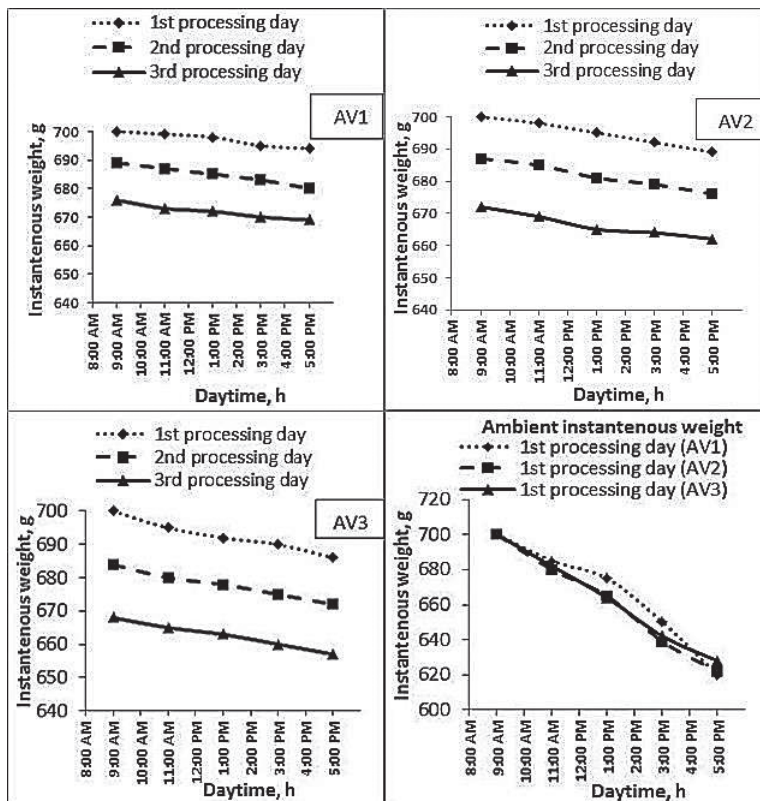 1st processing day
2nd processing day
3rd processing day
AV1
Instantenous weight, g
700
690
680
670
660
650
640
8:00 AM
9:00 AM
10:00 AM
11:00 AM
12:00 PM
1:00 PM
2:00 PM
3:00 PM
4:00 PM
5:00 PM
Daytime, h
1st processing day
2nd processing day
3rd processing day
AV2
Instantenous weight, g
700
690
680
670
660
650
640
8:00 AM
9:00 AM
10:00 AM
11:00 AM
12:00 PM
1:00 PM
2:00 PM
3:00 PM
4:00 PM
5:00 PM
Daytime, h
1st processing day
2nd processing day
3rd processing day
AV3
Instantenous weight, g
700
690
680
670
660
650
640
8:00 AM
9:00 AM
10:00 AM
11:00 AM
12:00 PM
1:00 PM
2:00 PM
3:00 PM
4:00 PM
5:00 PM
Daytime, h
Ambient instantenous weight
1st processing day (AV1)
1st processing day (AV2)
1st processing day (AV3)
Instantenous weight, g
720
700
680
660
640
620
600
8:00 AM
9:00 AM
10:00 AM
11:00 AM
12:00 PM
1:00 PM
2:00 PM
3:00 PM
4:00 PM
5:00 PM
Daytime, h